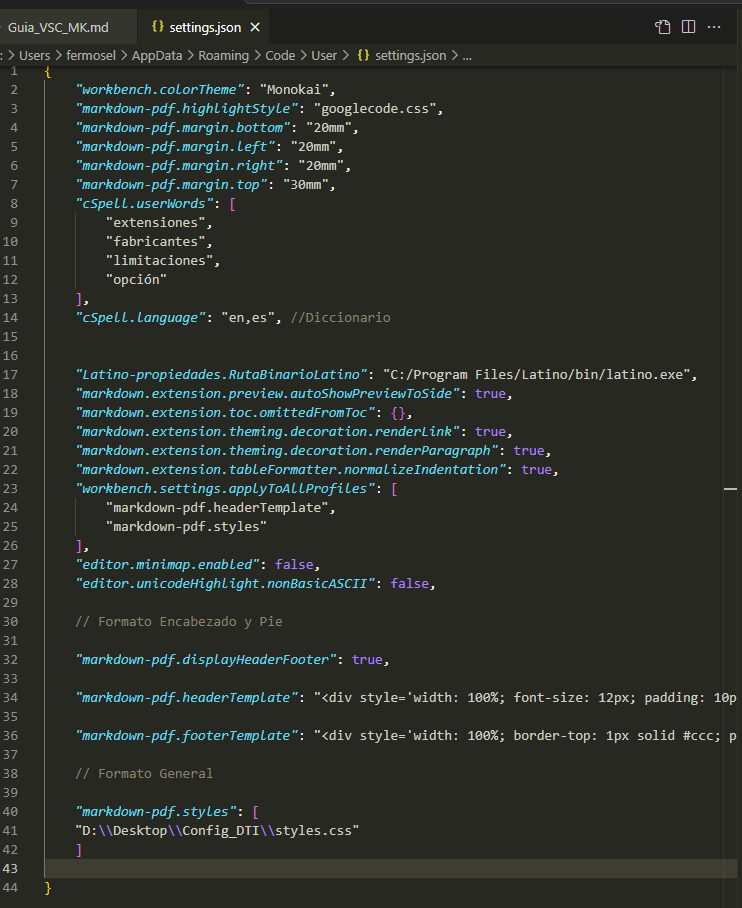 Guia_VSC_MK.md {} settings.json ×
: > Users > fermosel > AppData > Roaming > Code > User > {} settings.json > ...
1 {
2 "workbench.colorTheme": "Monokai",
3 "markdown-pdf.highlightStyle": "googlecode.css",
4 "markdown-pdf.margin.bottom": "20mm",
5 "markdown-pdf.margin.left": "20mm",
6 "markdown-pdf.margin.right": "20mm",
7 "markdown-pdf.margin.top": "30mm",
8 "cSpell.userWords": [
9 "extensiones",
10 "fabricantes",
11 "limitaciones",
12 "opción"
13 ],
14 "cSpell.language": "en,es", //Diccionario
15
16
17 "Latino-propiedades.RutaBinarioLatino": "C:/Program Files/Latino/bin/latino.exe",
18 "markdown.extension.preview.autoShowPreviewToSide": true,
19 "markdown.extension.toc.omittedFromToc": {},
20 "markdown.extension.theming.decoration.renderLink": true,
21 "markdown.extension.theming.decoration.renderParagraph": true,
22 "markdown.extension.tableFormatter.normalizeIndentation": true,
23 "workbench.settings.applyToAllProfiles": [
24 "markdown-pdf.headerTemplate",
25 "markdown-pdf.styles"
26 ],
27 "editor.minimap.enabled": false,
28 "editor.unicodeHighlight.nonBasicASCII": false,
29
30 // Formato Encabezado y Pie
31
32 "markdown-pdf.displayHeaderFooter": true,
33
34 "markdown-pdf.headerTemplate": "<div style='width: 100%; font-size: 12px; padding: 10p
35
36 "markdown-pdf.footerTemplate": "<div style='width: 100%; border-top: 1px solid #ccc; p
37
38 // Formato General
39
40 "markdown-pdf.styles": [
41 "D:\\Desktop\\Config_DTI\\styles.css"
42 ]
43
44 }